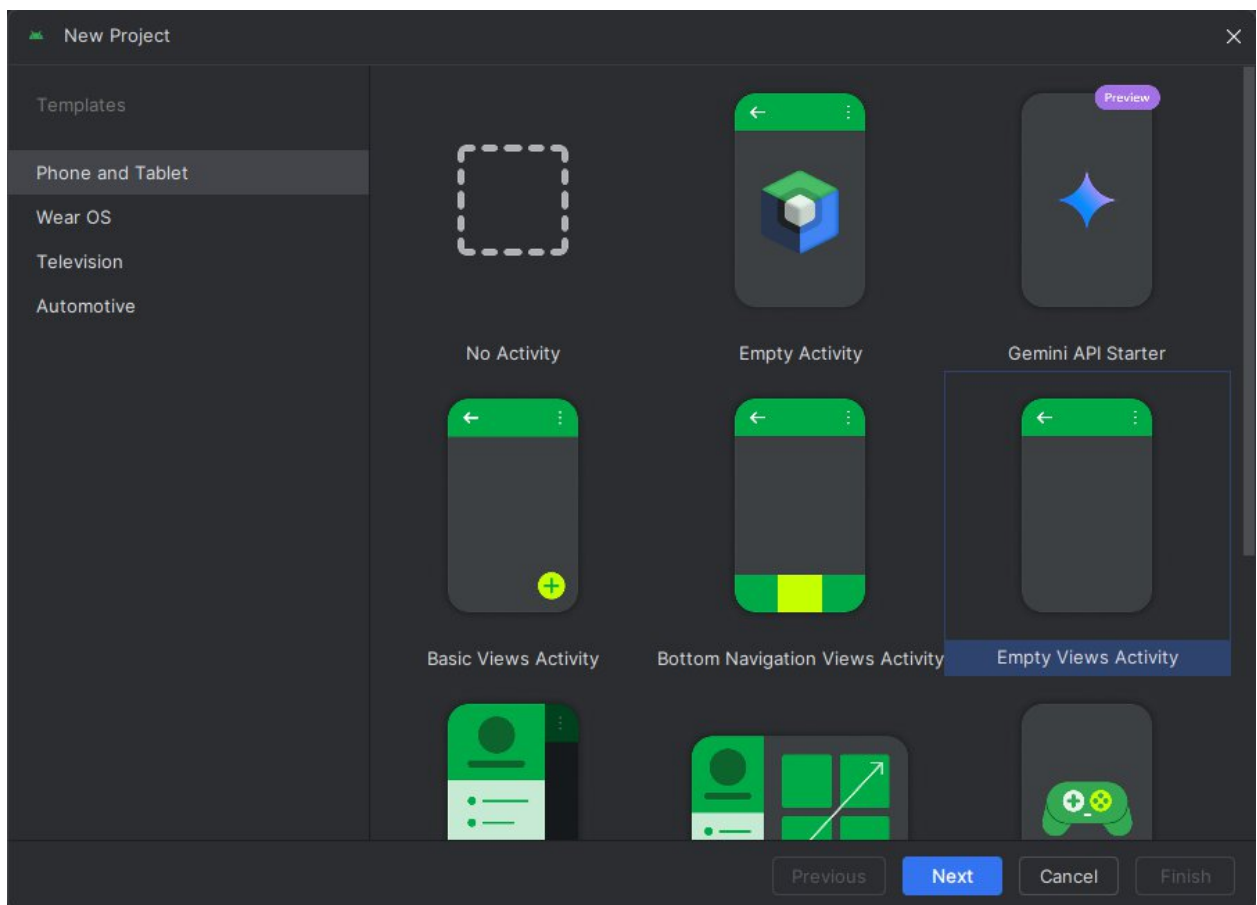 New Project
Templates
Phone and Tablet
Wear OS
Television
Automotive
Preview
No Activity
Empty Activity
Gemini API Starter
Basic Views Activity
Bottom Navigation Views Activity
Empty Views Activity
Previous
Next
Cancel
Finish